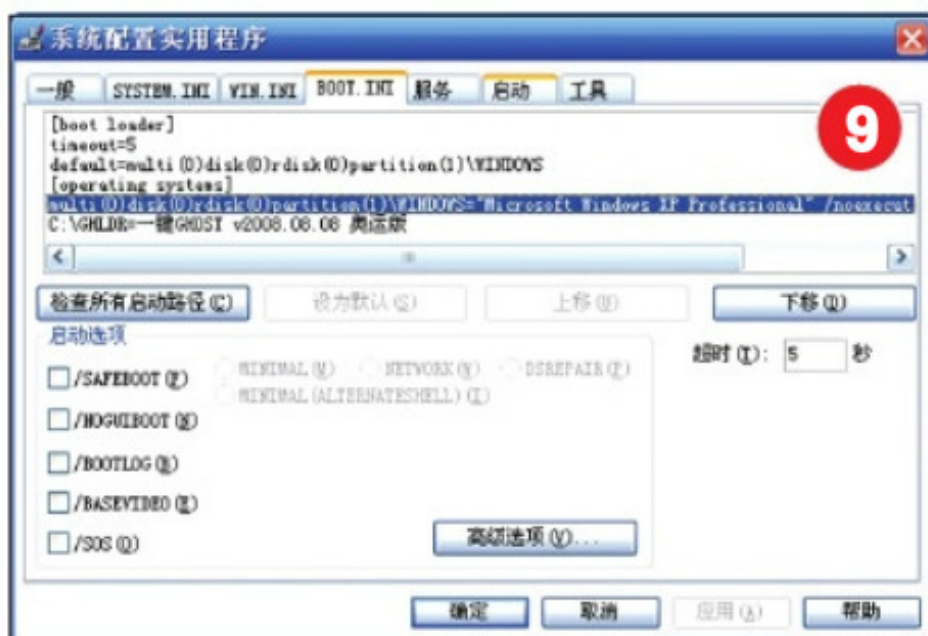 系统配置实用程序
一般 SYSTEM.INI WIN.INI BOOT.INI 服务 启动 工具
9
[boot loader]
timeout=5
default=multi(0)disk(0)rdisk(0)partition(1)\WINDOWS
[operating systems]
multi(0)disk(0)rdisk(0)partition(1)\WINDOWS="Microsoft Windows XP Professional" /noexecut
C:\GHLDR=一键GHOST v2008.08.08 奥运版
检查所有启动路径(C) 设为默认(S) 上移(U) 下移(D)
启动选项
超时(T): 5 秒
/SAFEBOOT(F) MINIMAL(M) NETWORK(W) DSREPAIR(P)
MINIMAL(ALTERNATESHELL)(I)
/NOGUIBOOT(N)
/BOOTLOG(B)
/BASEVIDEO(E)
/SOS(O)
高级选项(V)...
确定 取消 应用(A) 帮助